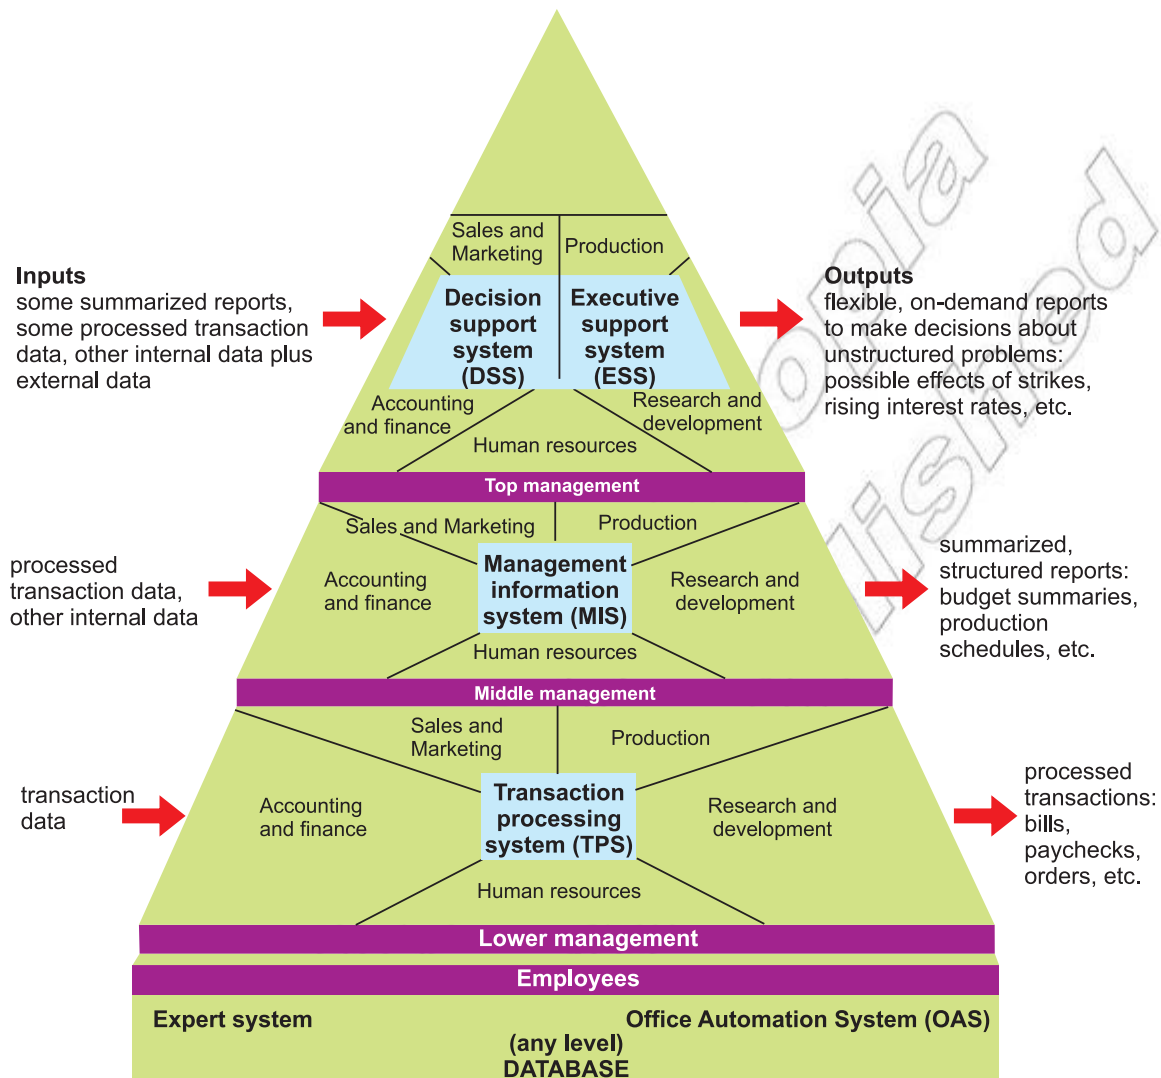 Sales and
Marketing
Production
Inputs
some summarized reports,
some processed transaction
data, other internal data plus
external data
Decision
support
system
(DSS)
Executive
support
system
(ESS)
Outputs
flexible, on-demand reports
to make decisions about
unstructured problems:
possible effects of strikes,
rising interest rates, etc.
Accounting
and finance
Human resources
Research and
development
Top management
Sales and Marketing
Production
processed
transaction data,
other internal data
Accounting
and finance
Management
information
system (MIS)
Research and
development
summarized,
structured reports:
budget summaries,
production
schedules, etc.
Human resources
Middle management
Sales and
Marketing
Production
transaction
data
Accounting
and finance
Transaction
processing
system (TPS)
Research and
development
processed
transactions:
bills,
paychecks,
orders, etc.
Human resources
Lower management
Employees
Expert system
Office Automation System (OAS)
(any level)
DATABASE